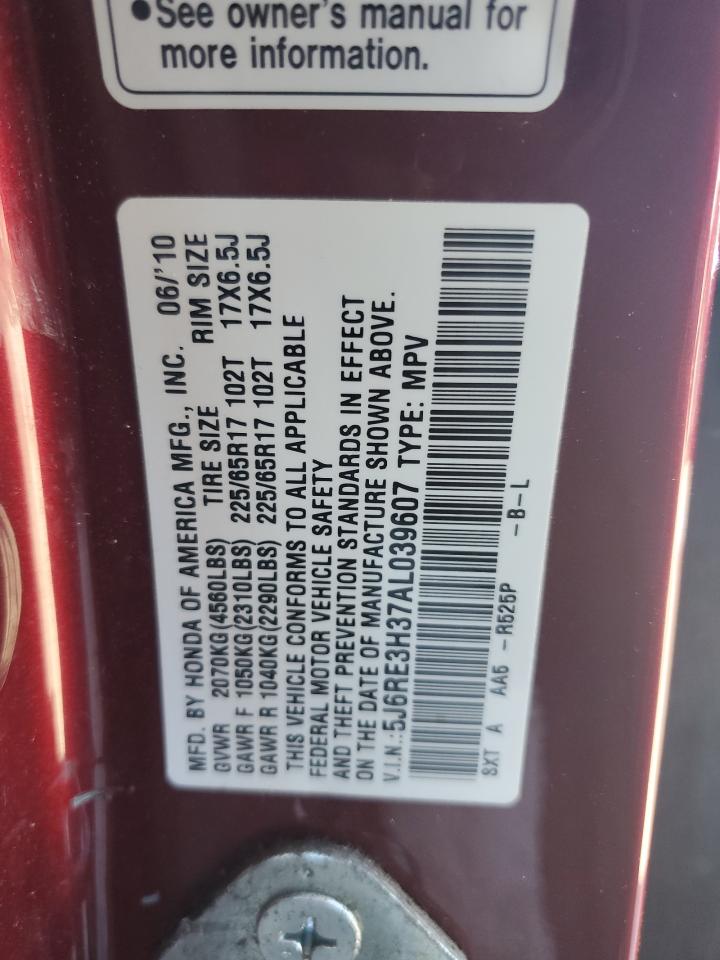 ●See owner's manual for
more information.
MFD. BY HONDA OF AMERICA MFG., INC. 06/'10
GVWR 2070KG(4560LBS) TIRE SIZE RIM SIZE
GAWR F 1050KG(2310LBS) 225/65R17 102T 17X6.5J
GAWR R 1040KG(2290LBS) 225/65R17 102T 17X6.5J
THIS VEHICLE CONFORMS TO ALL APPLICABLE
FEDERAL MOTOR VEHICLE SAFETY
AND THEFT PREVENTION STANDARDS IN EFFECT
ON THE DATE OF MANUFACTURE SHOWN ABOVE.
V.I.N.:5J6RE3H37AL039607 TYPE: MPV
SXT A AA5 -R525P -B-L